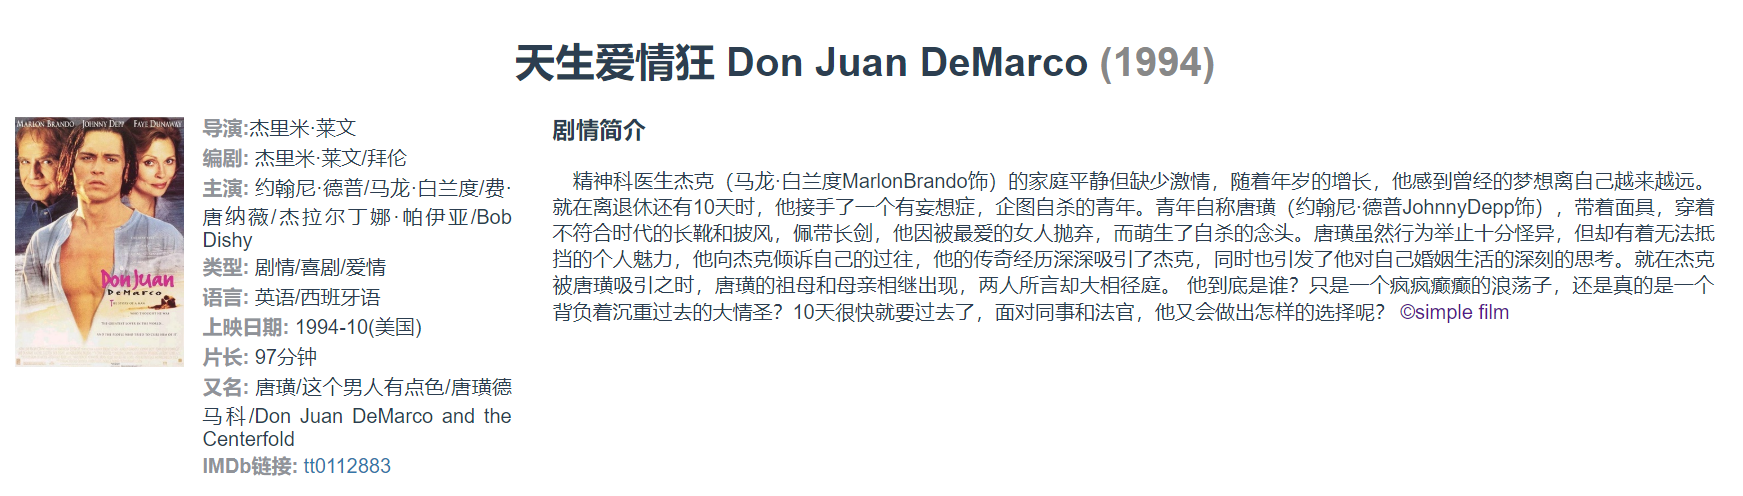 天生爱情狂 Don Juan DeMarco (1994)
MARLON BRANDO JOHNNY DEPP FAYE DUNAWAY
Don Juan
DEMARCO
导演:杰里米·莱文
编剧: 杰里米·莱文/拜伦
主演: 约翰尼·德普/马龙·白兰度/费·
唐纳薇/杰拉尔丁娜·帕伊亚/Bob
Dishy
类型: 剧情/喜剧/爱情
语言: 英语/西班牙语
上映日期: 1994-10(美国)
片长: 97分钟
又名: 唐璜/这个男人有点色/唐璜德
马科/Don Juan DeMarco and the
Centerfold
IMDb链接: tt0112883
剧情简介
精神科医生杰克（马龙·白兰度MarlonBrando饰）的家庭平静但缺少激情，随着年岁的增长，他感到曾经的梦想离自己越来越远。
就在离退休还有10天时，他接手了一个有妄想症，企图自杀的青年。青年自称唐璜（约翰尼·德普JohnnyDepp饰），带着面具，穿着
不符合时代的长靴和披风，佩带长剑，他因被最爱的女人抛弃，而萌生了自杀的念头。唐璜虽然行为举止十分怪异，但却有着无法抵
挡的个人魅力，他向杰克倾诉自己的过往，他的传奇经历深深吸引了杰克，同时也引发了他对自己婚姻生活的深刻的思考。就在杰克
被唐璜吸引之时，唐璜的祖母和母亲相继出现，两人所言却大相径庭。 他到底是谁？只是一个疯疯癫癫的浪荡子，还是真的是一个
背负着沉重过去的大情圣？10天很快就要过去了，面对同事和法官，他又会做出怎样的选择呢？ ©simple film